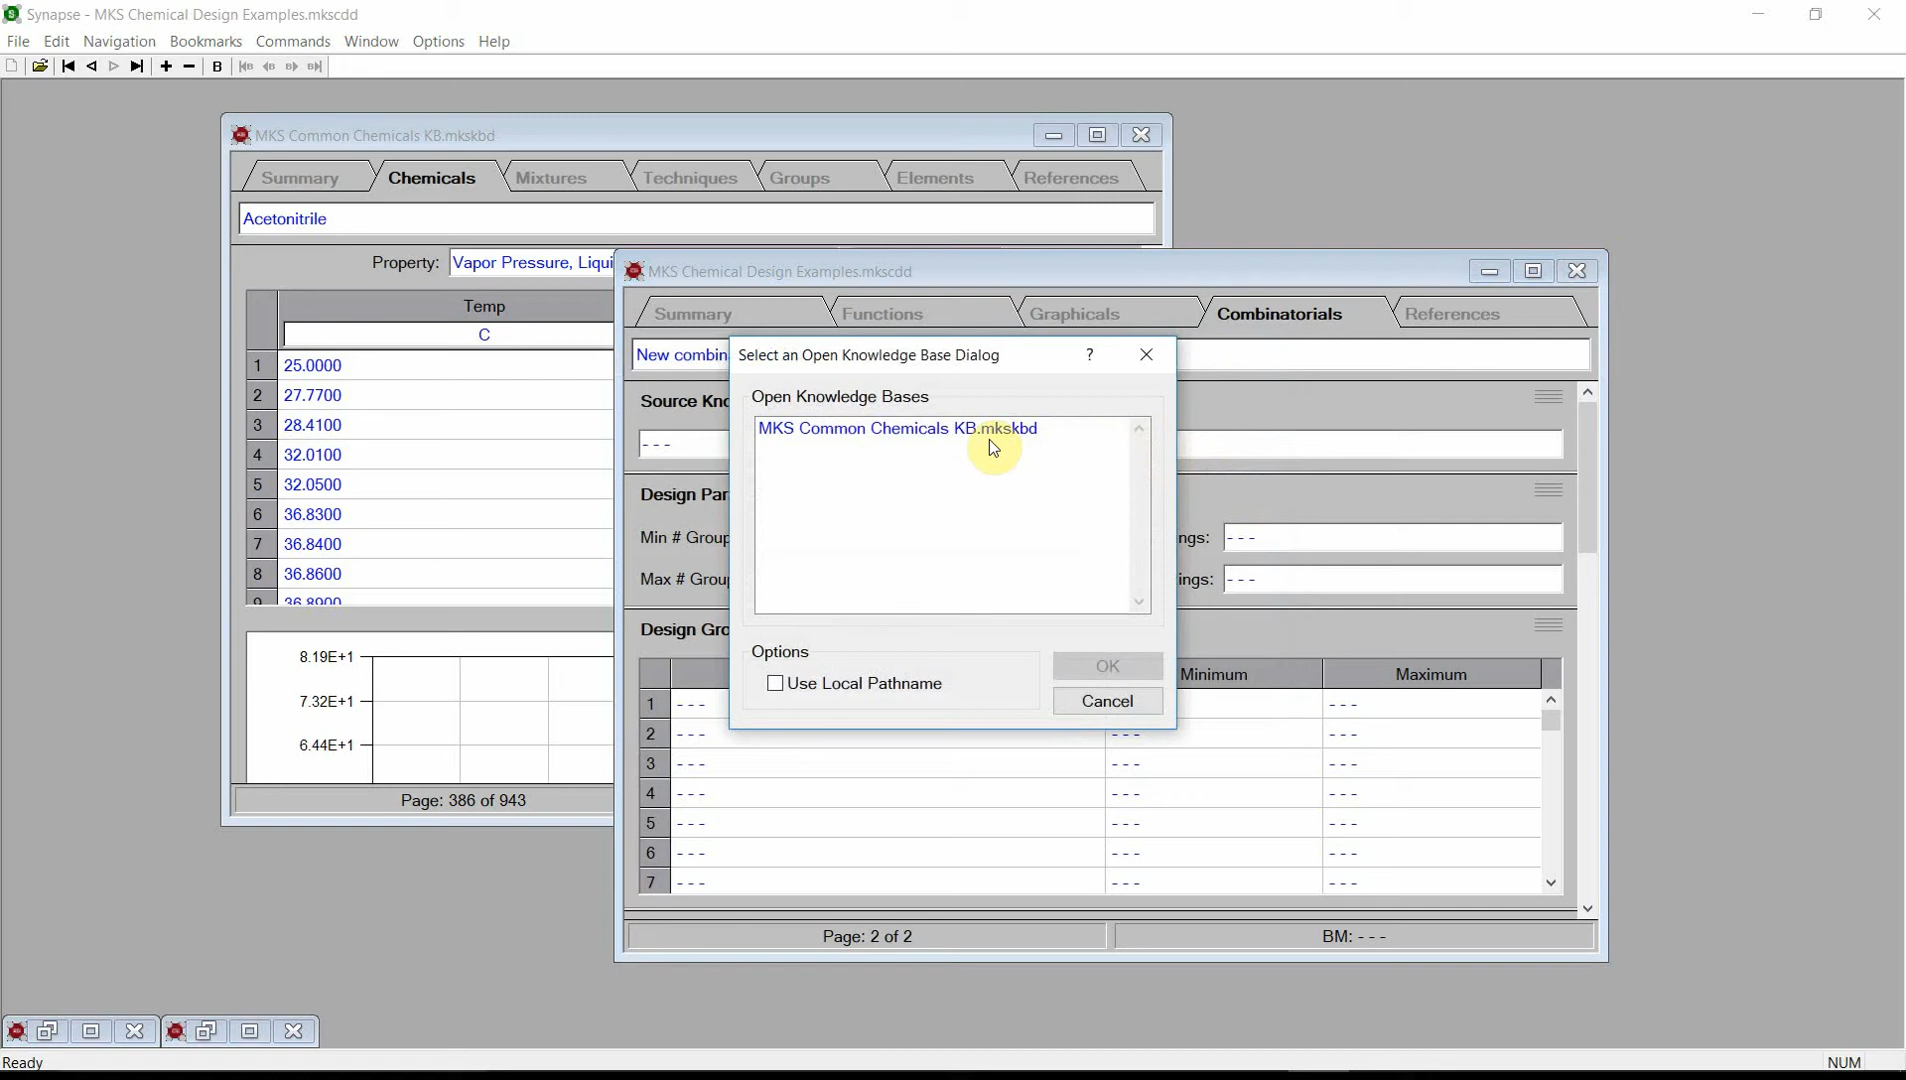 Synapse - MKS Chemical Design Examples.mkscdd
File Edit Navigation Bookmarks Commands Window Options Help
B
MKS Common Chemicals KB.mkskbd
Summary Chemicals Mixtures Techniques Groups Elements References
Acetonitrile
Property: Vapor Pressure, Liqui
Temp
C
1 25.0000
2 27.7700
3 28.4100
4 32.0100
5 32.0500
6 36.8300
7 36.8400
8 36.8600
9 36.8900
8.19E+1
7.32E+1
6.44E+1
Page: 386 of 943
MKS Chemical Design Examples.mkscdd
Summary Functions Graphicals Combinatorials References
New combin
Source Kno
- - -
Design Par
Min # Group
ngs: - - -
Max # Group
ings: - - -
Design Gro
Minimum Maximum
1 - - - - - -
2 - - - - - - - - -
3 - - - - - - - - -
4 - - - - - - - - -
5 - - - - - - - - -
6 - - - - - - - - -
7 - - - - - - - - -
Page: 2 of 2
BM: - - -
Select an Open Knowledge Base Dialog ?
Open Knowledge Bases
MKS Common Chemicals KB.mkskbd
Options
Use Local Pathname
OK
Cancel
Ready
NUM